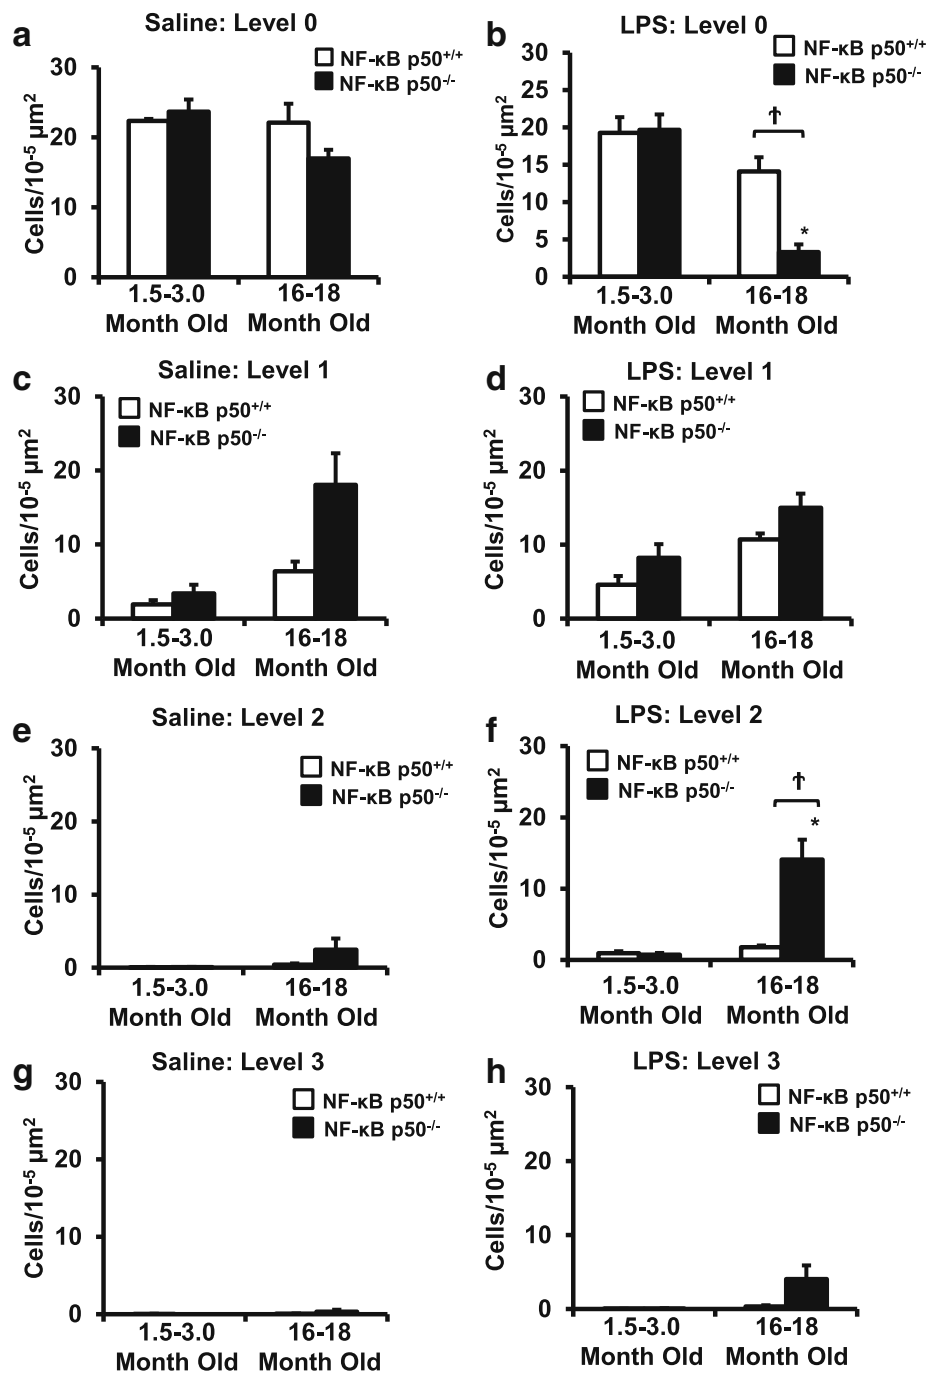 a
Saline: Level 0
NF-κB p50+/+
NF-κB p50-/-
Cells/10-5 µm2
30
20
10
0
1.5-3.0
Month Old
16-18
Month Old
b
LPS: Level 0
NF-κB p50+/+
NF-κB p50-/-
Cells/10-5 µm2
30
25
20
15
10
5
0
†
*
1.5-3.0
Month Old
16-18
Month Old
c
Saline: Level 1
NF-κB p50+/+
NF-κB p50-/-
Cells/10-5 µm2
30
20
10
0
1.5-3.0
Month Old
16-18
Month Old
d
LPS: Level 1
NF-κB p50+/+
NF-κB p50-/-
Cells/10-5 µm2
30
20
10
0
1.5-3.0
Month Old
16-18
Month Old
e
Saline: Level 2
NF-κB p50+/+
NF-κB p50-/-
Cells/10-5 µm2
30
20
10
0
1.5-3.0
Month Old
16-18
Month Old
f
LPS: Level 2
NF-κB p50+/+
NF-κB p50-/-
Cells/10-5 µm2
30
20
10
0
†
*
1.5-3.0
Month Old
16-18
Month Old
g
Saline: Level 3
NF-κB p50+/+
NF-κB p50-/-
Cells/10-5 µm2
30
20
10
0
1.5-3.0
Month Old
16-18
Month Old
h
LPS: Level 3
NF-κB p50+/+
NF-κB p50-/-
Cells/10-5 µm2
30
20
10
0
1.5-3.0
Month Old
16-18
Month Old